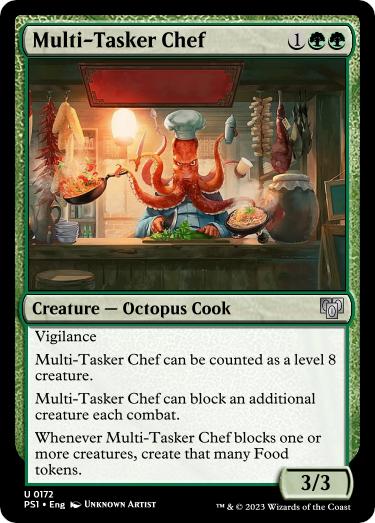 Multi-Tasker Chef 1
Creature — Octopus Cook
Vigilance
Multi-Tasker Chef can be counted as a level 8
creature.
Multi-Tasker Chef can block an additional
creature each combat.
Whenever Multi-Tasker Chef blocks one or
more creatures, create that many Food
tokens.
3/3
U 0172
PS1 • Eng Unknown Artist
™ & © 2023 Wizards of the Coast